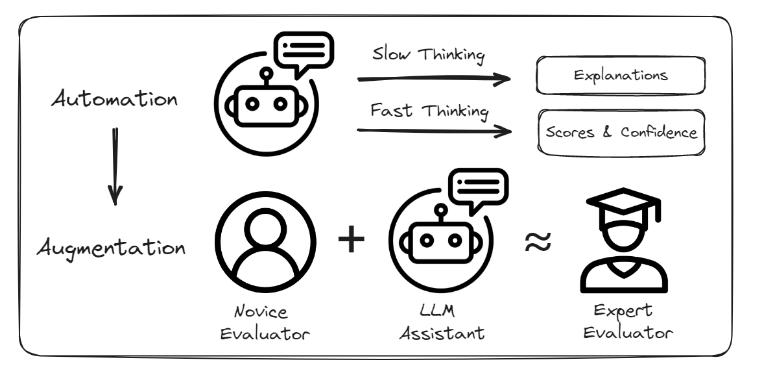 Automation
Slow Thinking
Explanations
Fast Thinking
Scores & Confidence
Augmentation
+
≈
Novice
Evaluator
LLM
Assistant
Expert
Evaluator